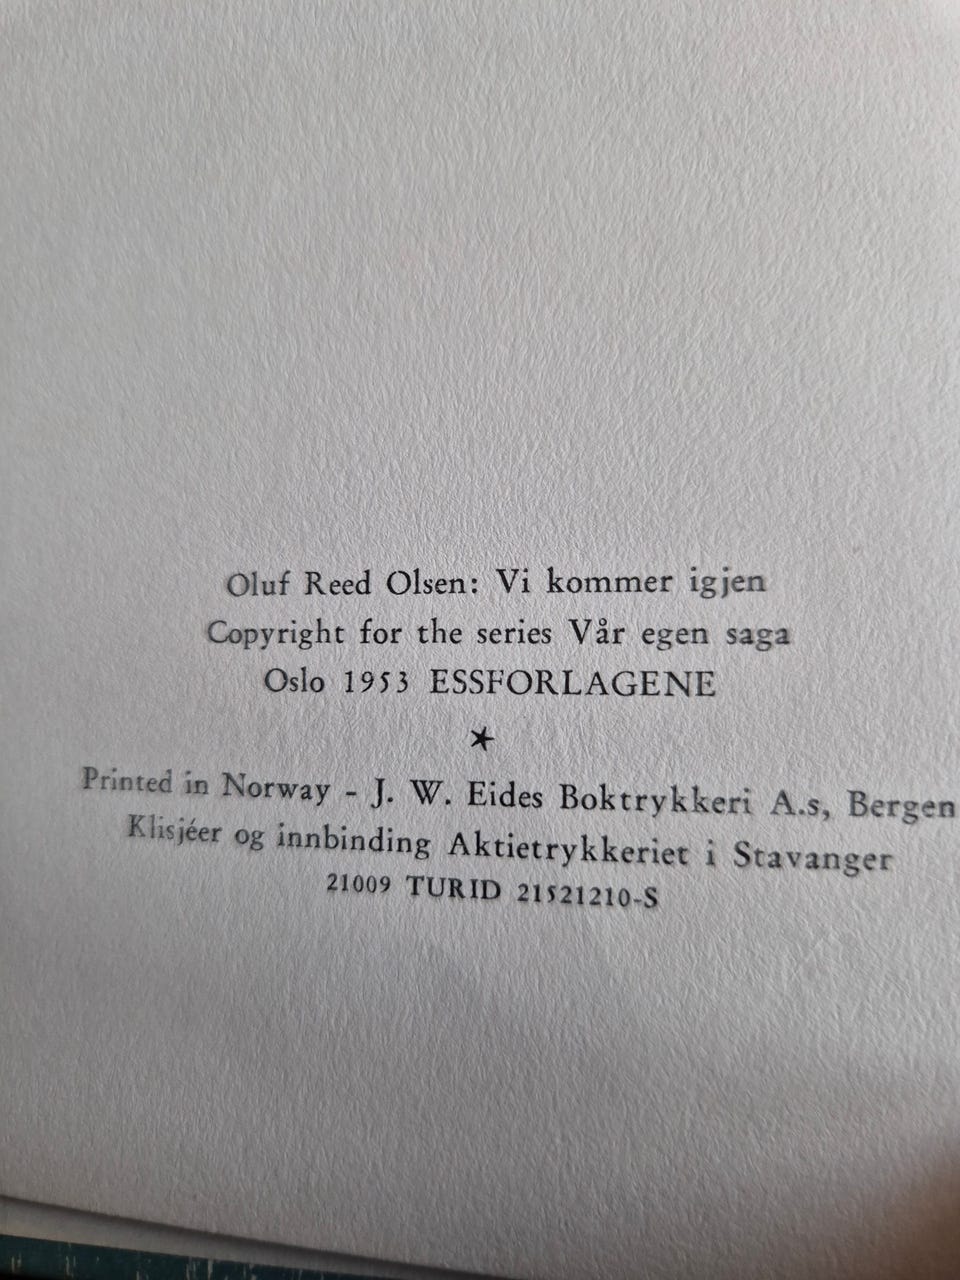 Oluf Reed Olsen: Vi kommer igjen
Copyright for the series Vår egen saga
Oslo 1953 ESSFORLAGENE
★
Printed in Norway - J. W. Eides Boktrykkeri A.s, Bergen
Klisjéer og innbinding Aktietrykkeriet i Stavanger
21009 TURID 21521210-S